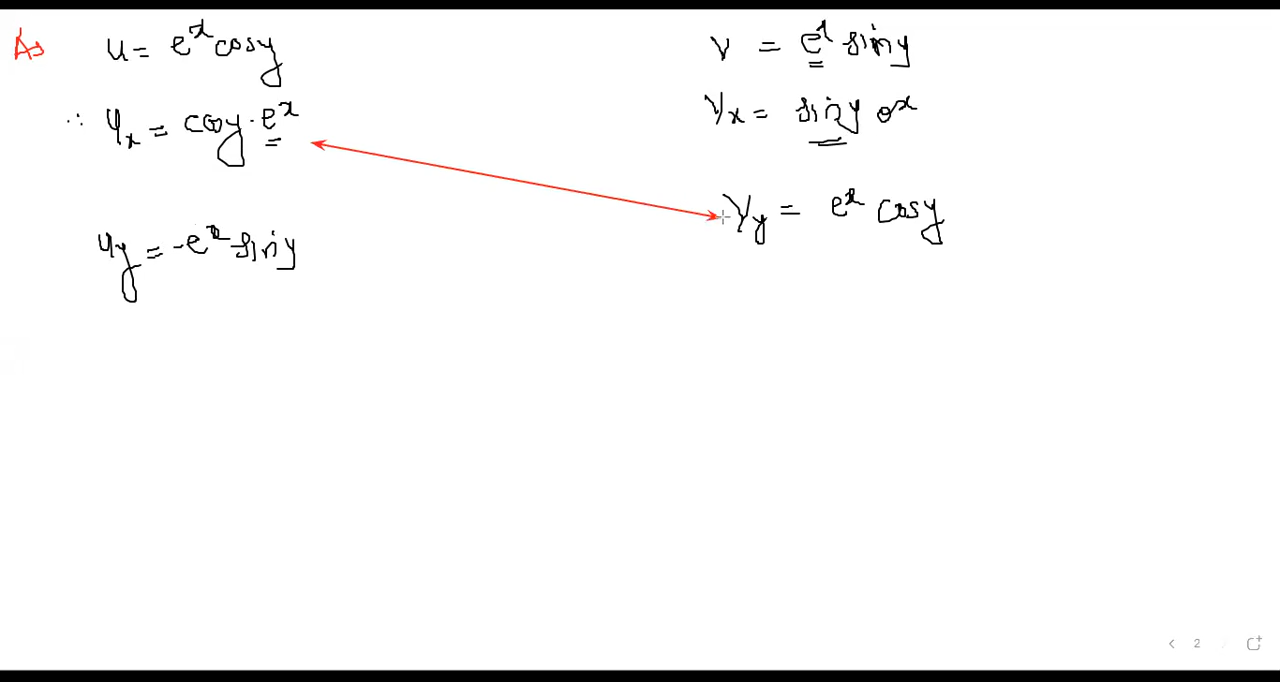 As u = e^x cosy
v = e^x siny
∴ u_x = cosy · e^x
v_x = siny e^x
v_y = e^x cosy
u_y = -e^x siny
2